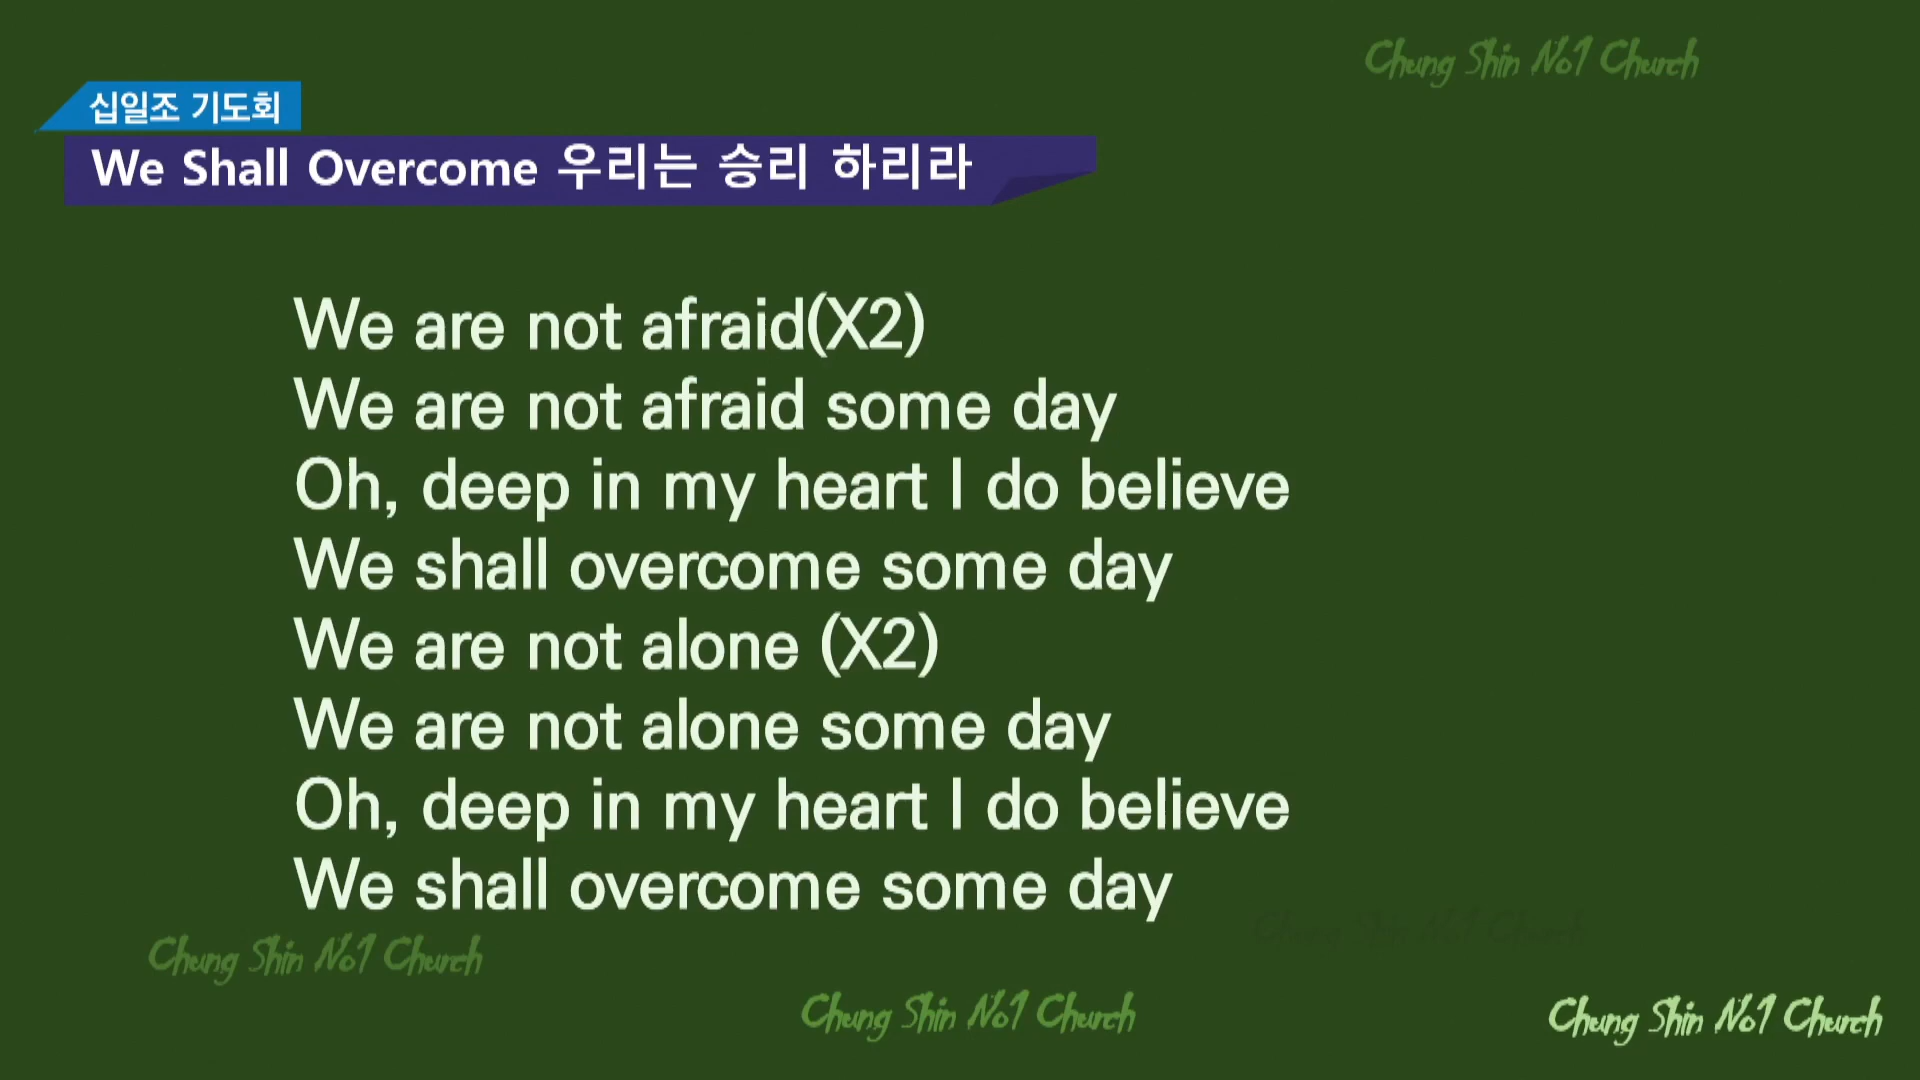 Chung Shin No1 Church
십일조 기도회
We Shall Overcome 우리는 승리 하리라
We are not afraid(X2)
We are not afraid some day
Oh, deep in my heart I do believe
We shall overcome some day
We are not alone (X2)
We are not alone some day
Oh, deep in my heart I do believe
We shall overcome some day
Chung Shin No1 Church
Chung Shin No1 Church
Chung Shin No1 Church
Chung Shin No1 Church